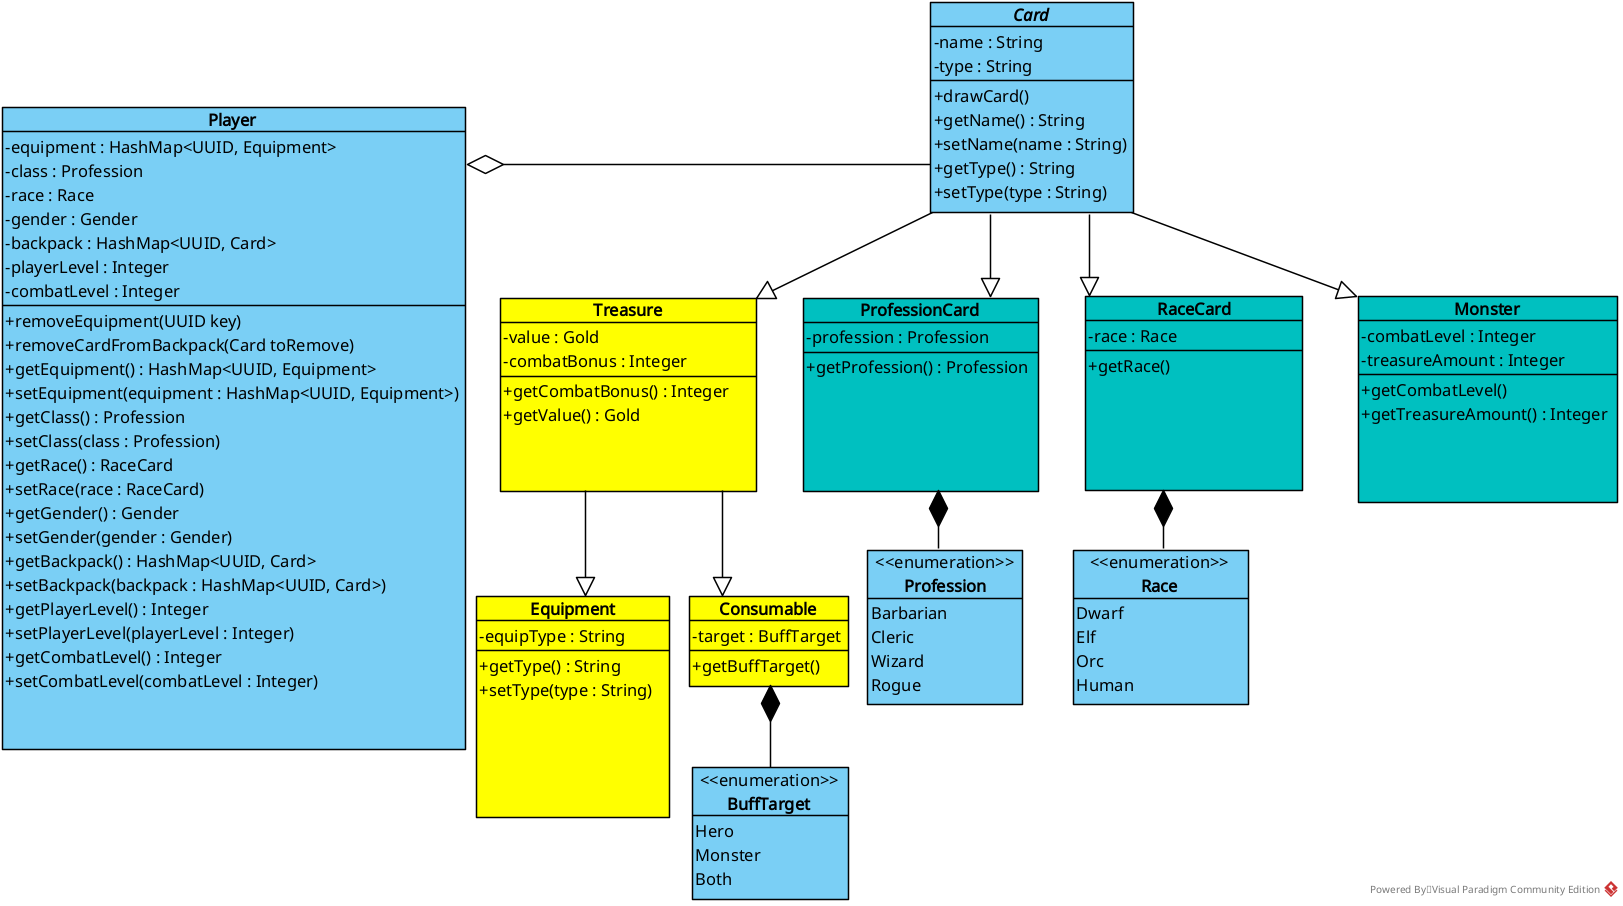 Card
-name : String
-type : String
+drawCard()
+getName() : String
+setName(name : String)
+getType() : String
+setType(type : String)
Player
-equipment : HashMap<UUID, Equipment>
-class : Profession
-race : Race
-gender : Gender
-backpack : HashMap<UUID, Card>
-playerLevel : Integer
-combatLevel : Integer
+removeEquipment(UUID key)
+removeCardFromBackpack(Card toRemove)
+getEquipment() : HashMap<UUID, Equipment>
+setEquipment(equipment : HashMap<UUID, Equipment>)
+getClass() : Profession
+setClass(class : Profession)
+getRace() : RaceCard
+setRace(race : RaceCard)
+getGender() : Gender
+setGender(gender : Gender)
+getBackpack() : HashMap<UUID, Card>
+setBackpack(backpack : HashMap<UUID, Card>)
+getPlayerLevel() : Integer
+setPlayerLevel(playerLevel : Integer)
+getCombatLevel() : Integer
+setCombatLevel(combatLevel : Integer)
Treasure
-value : Gold
-combatBonus : Integer
+getCombatBonus() : Integer
+getValue() : Gold
ProfessionCard
-profession : Profession
+getProfession() : Profession
RaceCard
-race : Race
+getRace()
Monster
-combatLevel : Integer
-treasureAmount : Integer
+getCombatLevel()
+getTreasureAmount() : Integer
Equipment
-equipType : String
+getType() : String
+setType(type : String)
Consumable
-target : BuffTarget
+getBuffTarget()
<<enumeration>>
Profession
Barbarian
Cleric
Wizard
Rogue
<<enumeration>>
Race
Dwarf
Elf
Orc
Human
<<enumeration>>
BuffTarget
Hero
Monster
Both
Powered By Visual Paradigm Community Edition